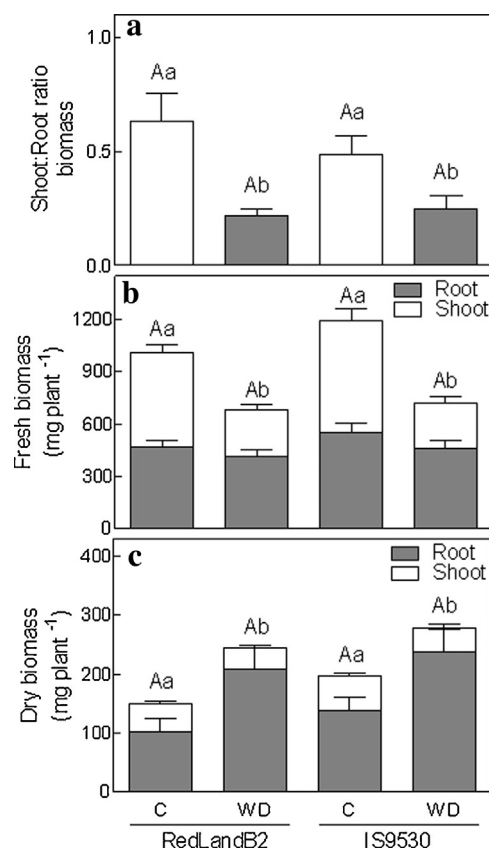 a
1.0
Aa
Aa
0.5
Ab
Ab
0.0
Shoot:Root ratio
biomass
b
Root
Shoot
1200
Aa
Aa
900
Ab
Ab
600
300
0
Fresh biomass
(mg plant -1)
c
Root
Shoot
400
300
Ab
Ab
200
Aa
Aa
100
0
Dry biomass
(mg plant -1)
C
WD
C
WD
RedLandB2
IS9530